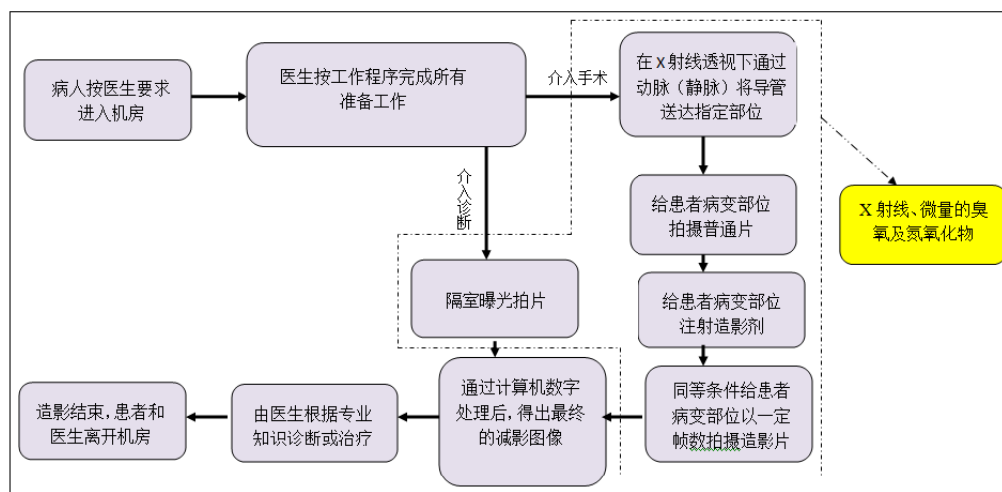 病人按医生要求
进入机房
医生按工作程序完成所有
准备工作
介入手术
在 X 射线透视下通过
动脉（静脉）将导管
送达指定部位
介入诊断
给患者病变部位
拍摄普通片
X 射线、微量的臭
氧及氮氧化物
隔室曝光拍片
给患者病变部位
注射造影剂
同等条件给患者
病变部位以一定
帧数拍摄造影片
通过计算机数字
处理后，得出最终
的减影图像
由医生根据专业
知识诊断或治疗
造影结束，患者和
医生离开机房